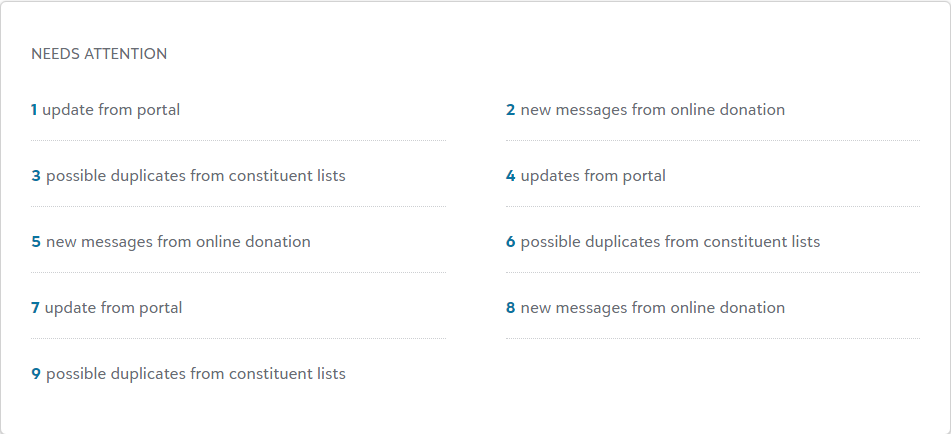 NEEDS ATTENTION
1 update from portal
2 new messages from online donation
3 possible duplicates from constituent lists
4 updates from portal
5 new messages from online donation
6 possible duplicates from constituent lists
7 update from portal
8 new messages from online donation
9 possible duplicates from constituent lists